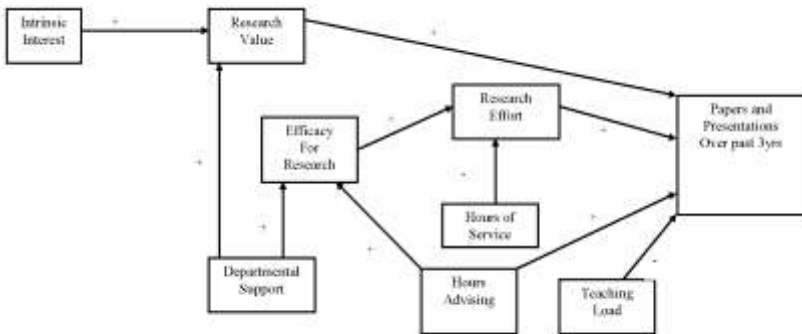 Intrinsic
Interest
+
Research
Value
+
Research
Effort
Papers and
Presentations
Over past 3yrs
Efficacy
For
Research
+
+
+
+
Hours of
Service
+
+
Departmental
Support
Hours
Advising
Teaching
Load
-